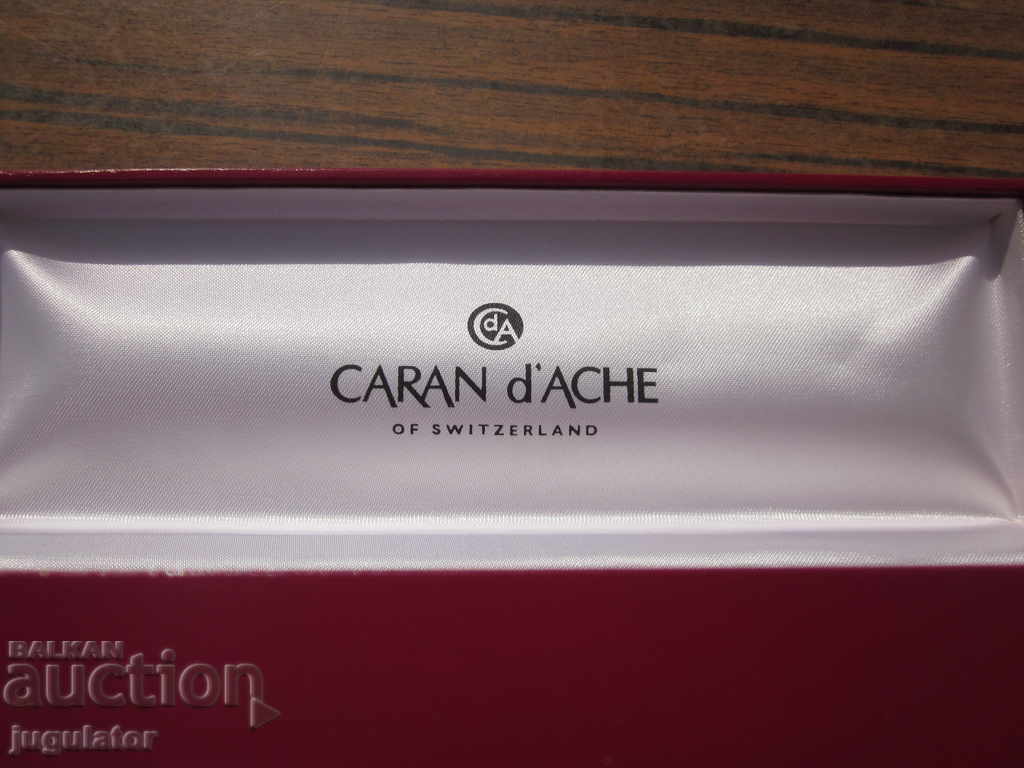 CdA
CARAN d'ACHE
OF SWITZERLAND
BALKAN
auction
jugulator